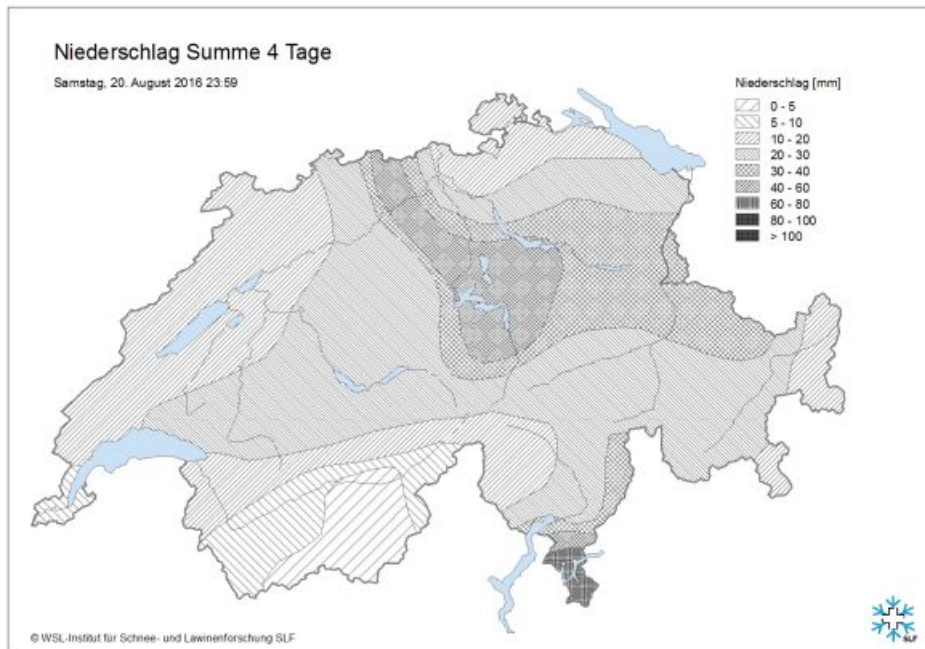 Niederschlag Summe 4 Tage
Samstag, 20. August 2016 23:59
Niederschlag [mm]
0 - 5
5 - 10
10 - 20
20 - 30
30 - 40
40 - 60
60 - 80
80 - 100
> 100
© WSL-Institut für Schnee- und Lawinenforschung SLF
SLF